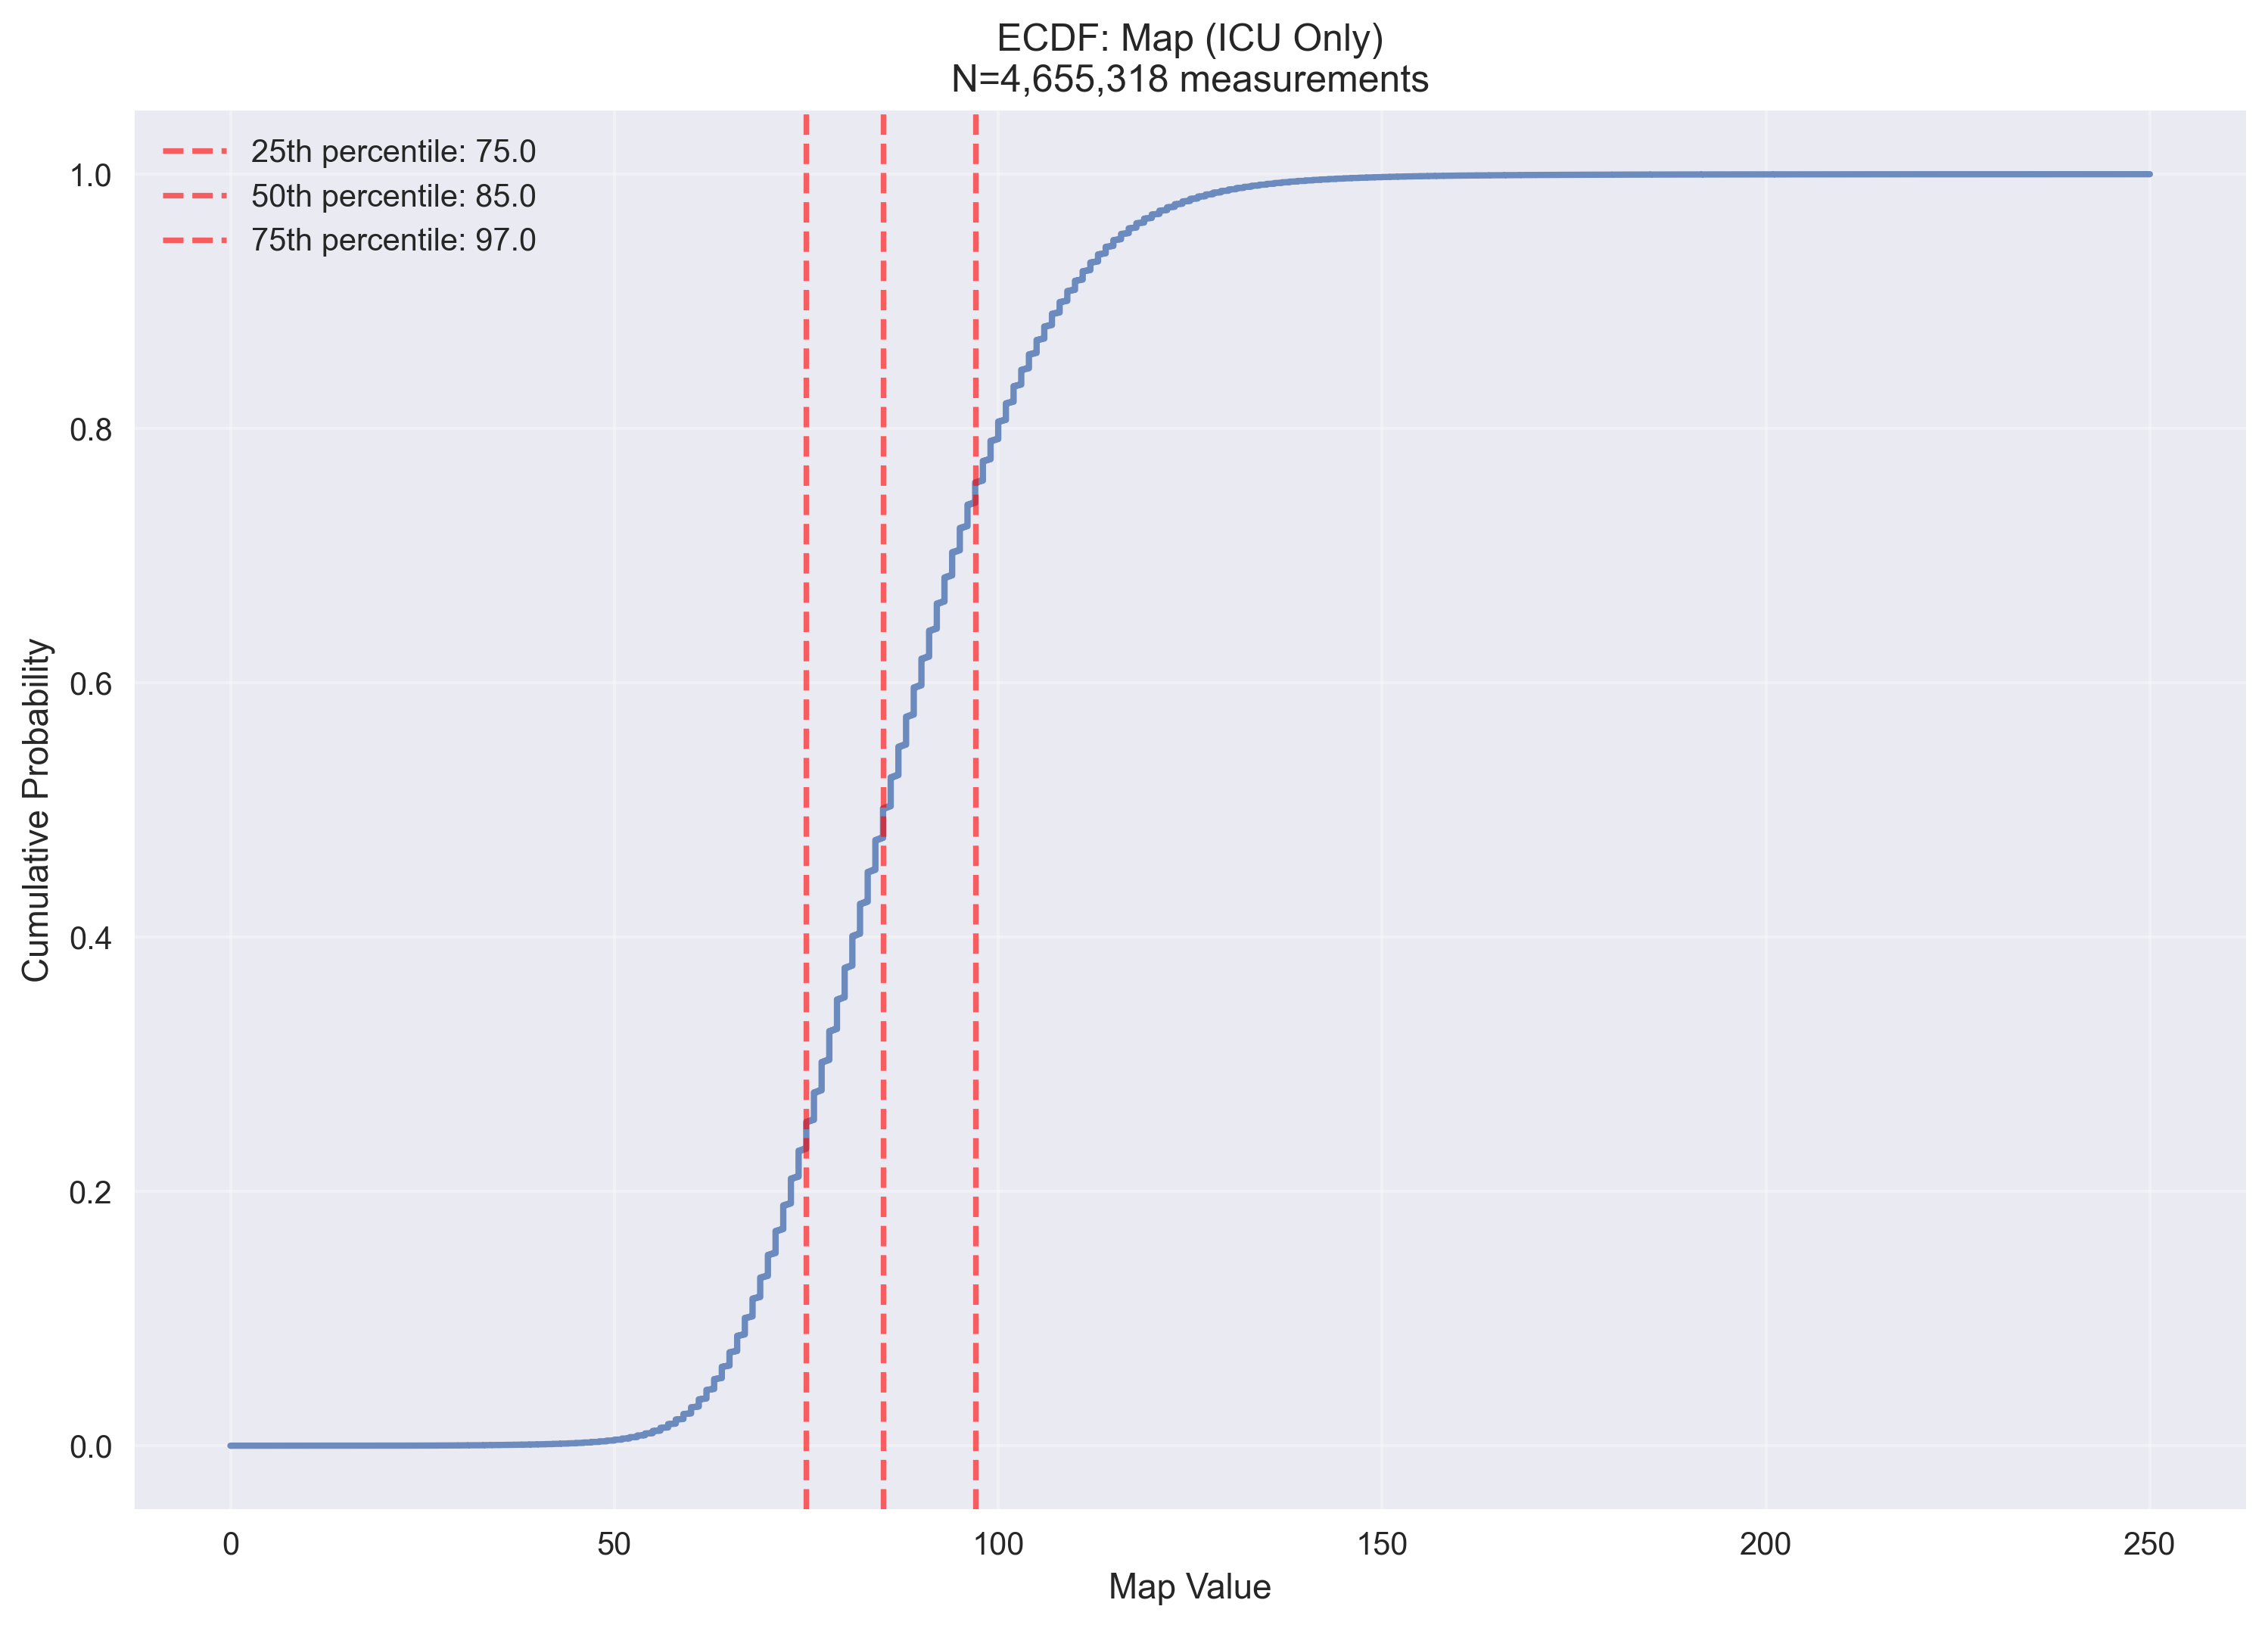 ECDF: Map (ICU Only)
N=4,655,318 measurements
25th percentile: 75.0
50th percentile: 85.0
75th percentile: 97.0
Cumulative Probability
1.0
0.8
0.6
0.4
0.2
0.0
0 50 100 150 200 250
Map Value